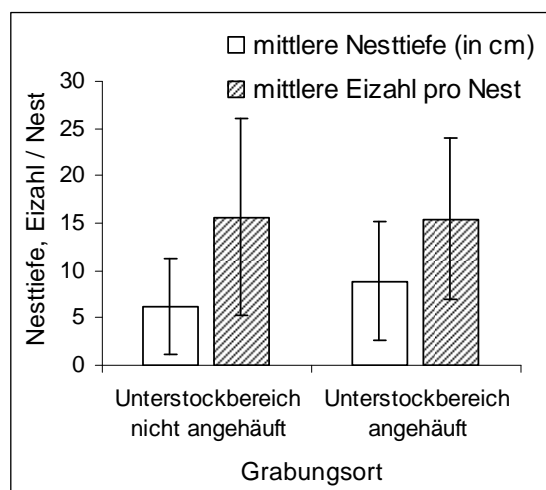 mittlere Nesttiefe (in cm)
mittlere Eizahl pro Nest
Nesttiefe, Eizahl / Nest
30
25
20
15
10
5
0
Unterstockbereich
nicht angehäuft
Unterstockbereich
angehäuft
Grabungsort